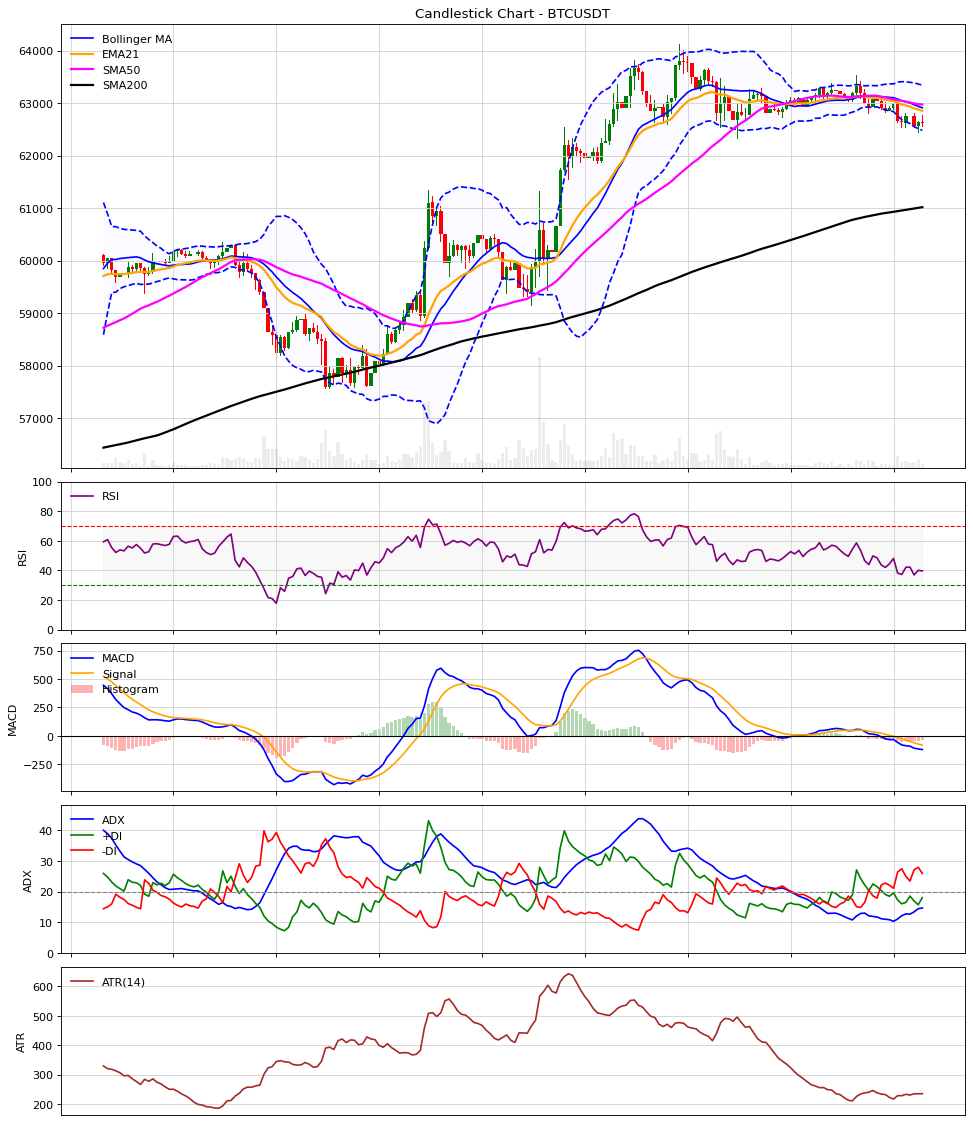 Candlestick Chart - BTCUSDT
Bollinger MA
EMA21
SMA50
SMA200
64000
63000
62000
61000
60000
59000
58000
57000
RSI
RSI
100
80
60
40
20
0
MACD
MACD
Signal
Histogram
750
500
250
0
−250
ADX
ADX
+DI
-DI
40
30
20
10
0
ATR
ATR(14)
600
500
400
300
200